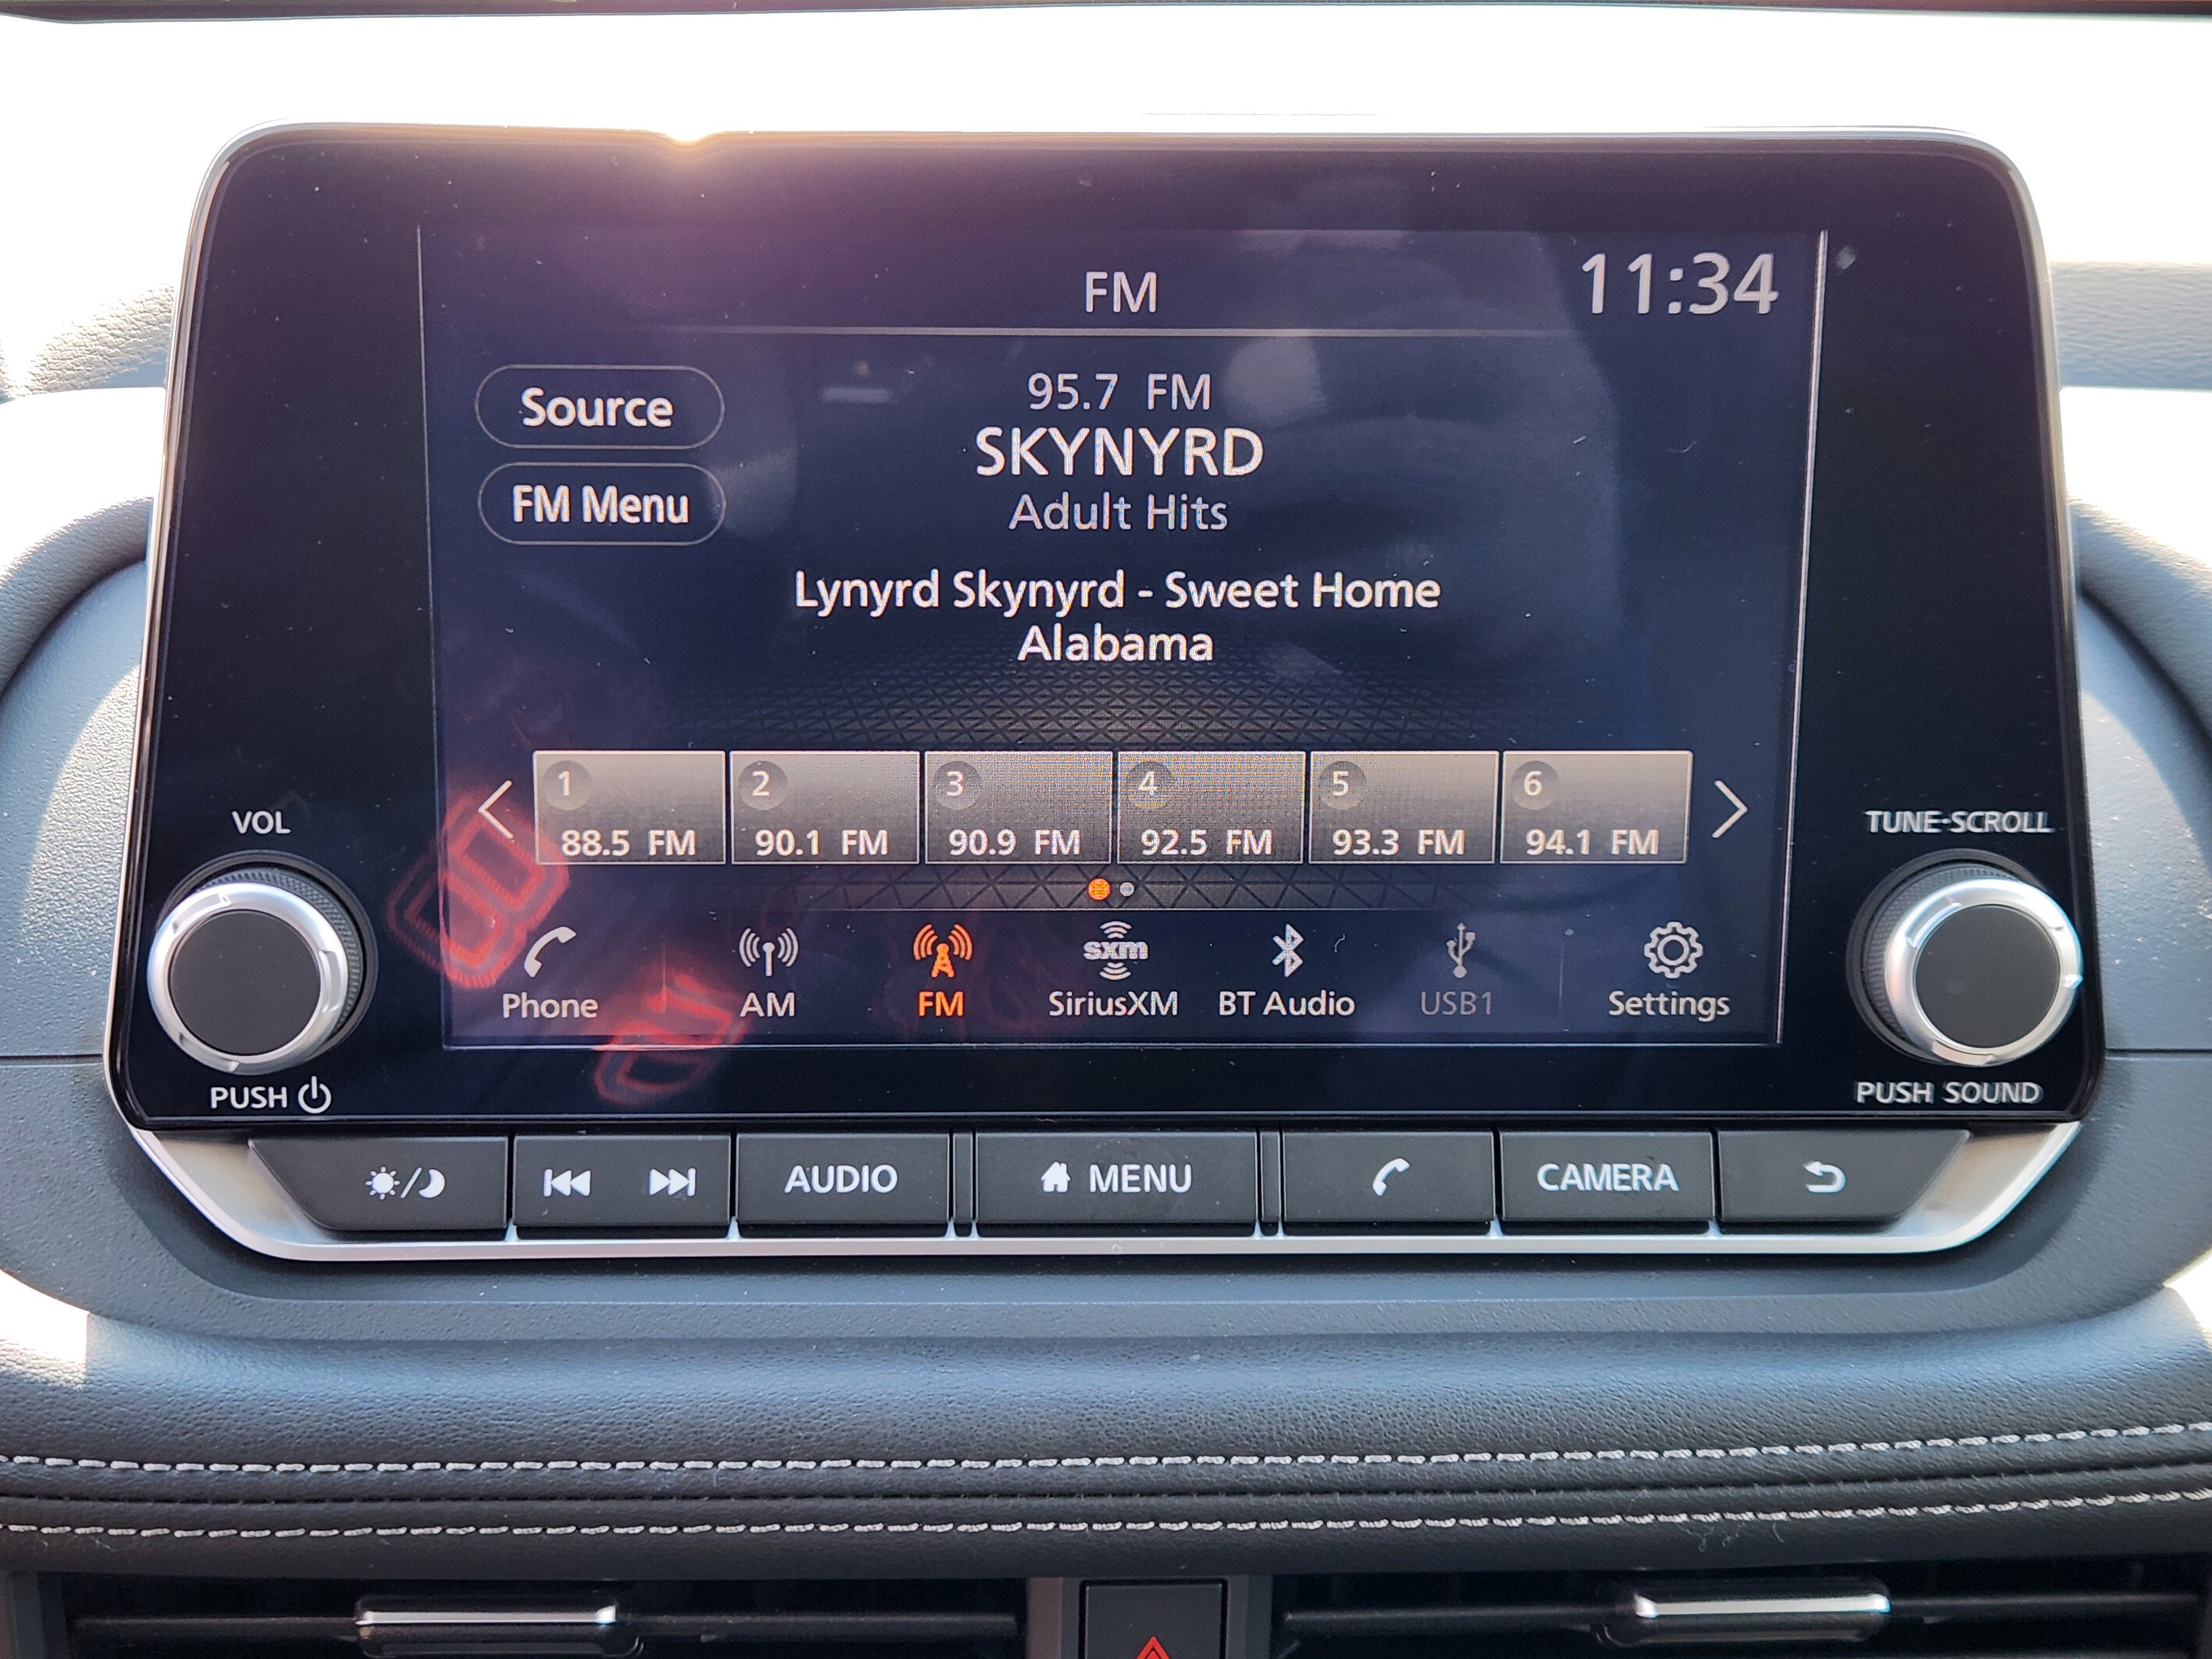 FM
11:34
Source
FM Menu
95.7 FM
SKYNYRD
Adult Hits
Lynyrd Skynyrd - Sweet Home
Alabama
1 2 3 4 5 6
88.5 FM 90.1 FM 90.9 FM 92.5 FM 93.3 FM 94.1 FM
VOL
TUNE-SCROLL
sxm
Phone AM FM SiriusXM BT Audio USB1 Settings
PUSH
PUSH SOUND
AUDIO MENU CAMERA